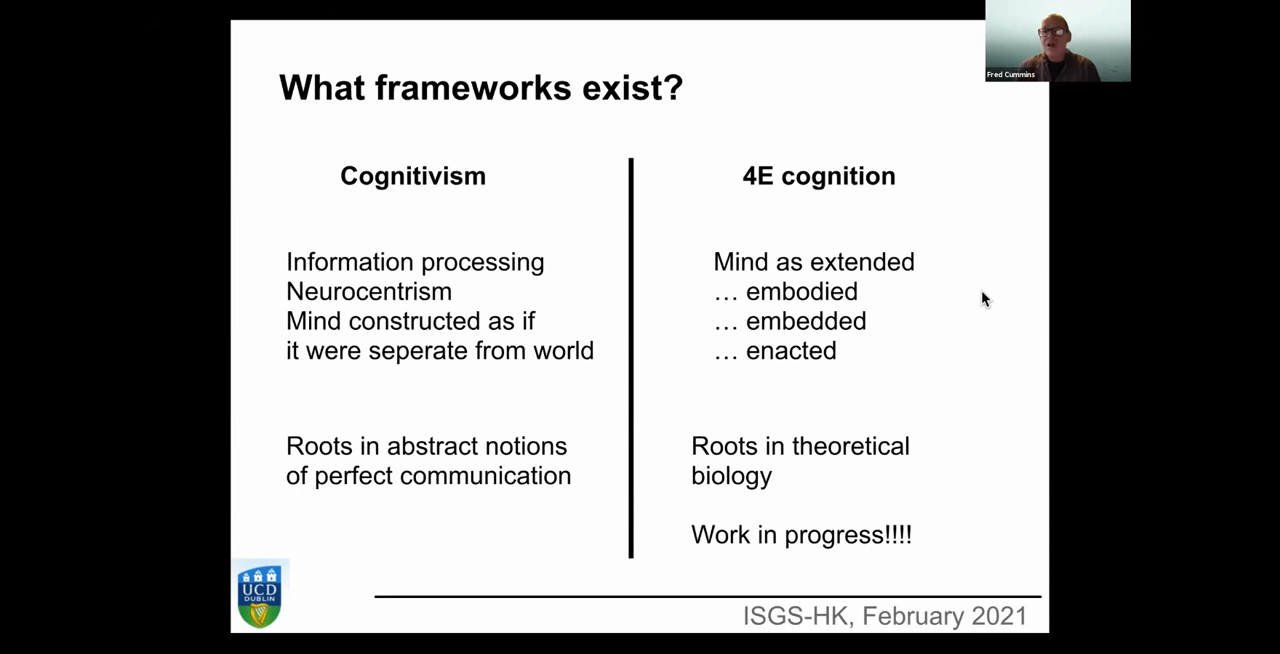 Fred Cummins
What frameworks exist?
Cognitivism
Information processing
Neurocentrism
Mind constructed as if
it were seperate from world
Roots in abstract notions
of perfect communication
4E cognition
Mind as extended
… embodied
… embedded
… enacted
Roots in theoretical
biology
Work in progress!!!!
UCD
DUBLIN
ISGS-HK, February 2021